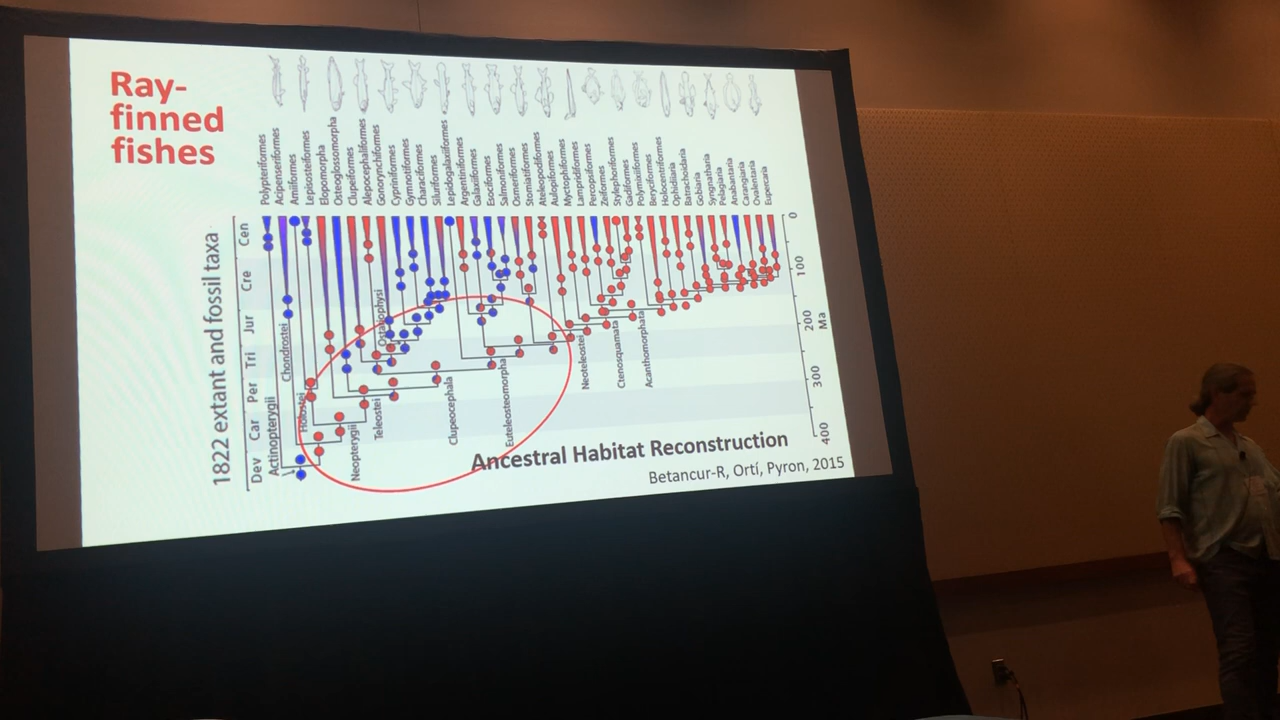 Ray-
finned
fishes
Polypteriformes
Acipenseriformes
Amiiformes
Lepisosteiformes
Elopomorpha
Osteoglossomorpha
Clupeiformes
Alepocephaliformes
Gonorynchiformes
Cypriniformes
Gymnotiformes
Characiformes
Siluriformes
Lepidogalaxiiformes
Argentiniformes
Galaxiiformes
Esociformes
Salmoniformes
Osmeriformes
Stomiatiformes
Ateleopodiformes
Aulopiformes
Myctophiformes
Lampridiformes
Percopsiformes
Zeiformes
Stylephoriformes
Gadiformes
Polymixiiformes
Beryciformes
Holocentriformes
Ophidiaria
Batrachoidaria
Gobiaria
Syngnatharia
Pelagiaria
Anabantaria
Carangiaria
Ovalentaria
Eupercaria
1822 extant and fossil taxa
Dev Car Per Tri Jur Cre Cen
Actinopterygii
Chondrostei
Holostei
Neopterygii
Teleostei
Ostariophysi
Clupeocephala
Euteleosteomorpha
Neoteleostei
Ctenosquamata
Acanthomorphata
0
100
200
Ma
300
400
Ancestral Habitat Reconstruction
Betancur-R, Ortí, Pyron, 2015